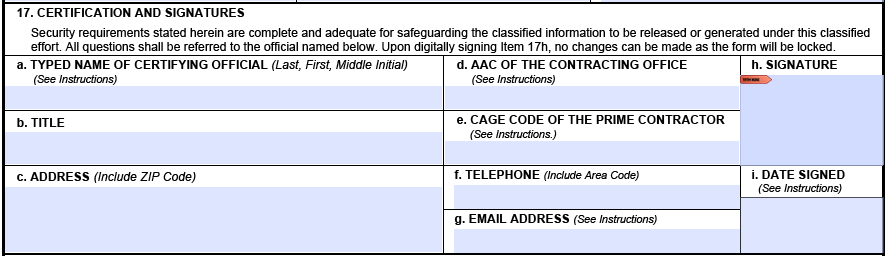 17. CERTIFICATION AND SIGNATURES
Security requirements stated herein are complete and adequate for safeguarding the classified information to be released or generated under this classified
effort. All questions shall be referred to the official named below. Upon digitally signing Item 17h, no changes can be made as the form will be locked.
a. TYPED NAME OF CERTIFYING OFFICIAL (Last, First, Middle Initial)
(See Instructions)
d. AAC OF THE CONTRACTING OFFICE
(See Instructions)
h. SIGNATURE
b. TITLE
e. CAGE CODE OF THE PRIME CONTRACTOR
(See Instructions.)
c. ADDRESS (Include ZIP Code)
f. TELEPHONE (Include Area Code)
i. DATE SIGNED
(See Instructions)
g. EMAIL ADDRESS (See Instructions)